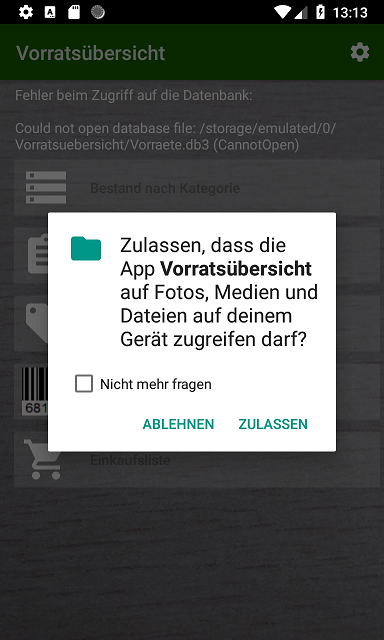 13:13
Vorratsübersicht
Fehler beim Zugriff auf die Datenbank:
Could not open database file: /storage/emulated/0/
Vorratsuebersicht/Vorraete.db3 (CannotOpen)
Bestand nach Kategorie
Zulassen, dass die
App Vorratsübersicht
auf Fotos, Medien und
Dateien auf deinem
Gerät zugreifen darf?
Nicht mehr fragen
681
ABLEHNEN ZULASSEN
Einkaufsliste